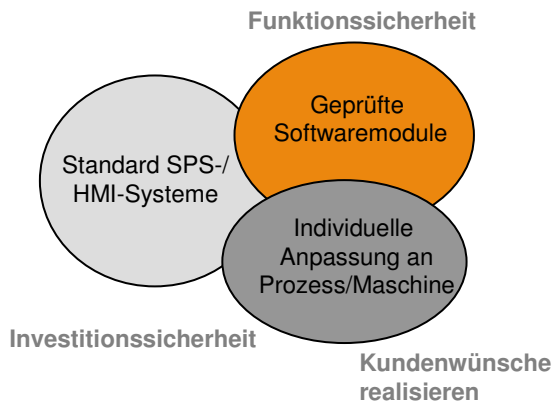 Funktionssicherheit
Geprüfte
Softwaremodule
Standard SPS-/
HMI-Systeme
Individuelle
Anpassung an
Prozess/Maschine
Investitionssicherheit
Kundenwünsche
realisieren